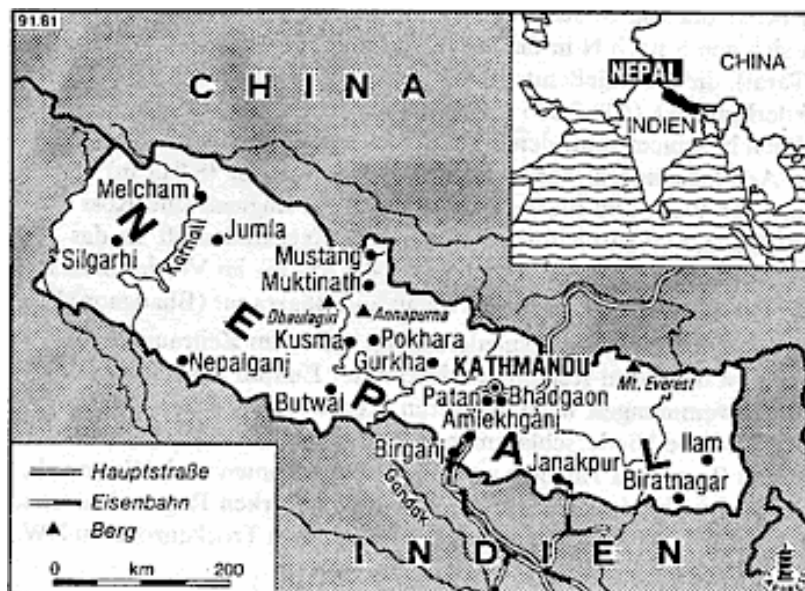 91.61
CHINA
NEPAL
CHINA
INDIEN
NEPAL
Melcham
Jumla
Silgarhi
Karnali
Mustang
Muktinath
Dhaulagiri
Annapurna
Kusma
Pokhara
Gurkha
KATHMANDU
Mt. Everest
Nepalganj
Butwal
Patan
Bhadgaon
Amlekhganj
Birganj
Janakpur
Ilam
Biratnagar
Gandak
INDIEN
Hauptstraße
Eisenbahn
Berg
0 km 200